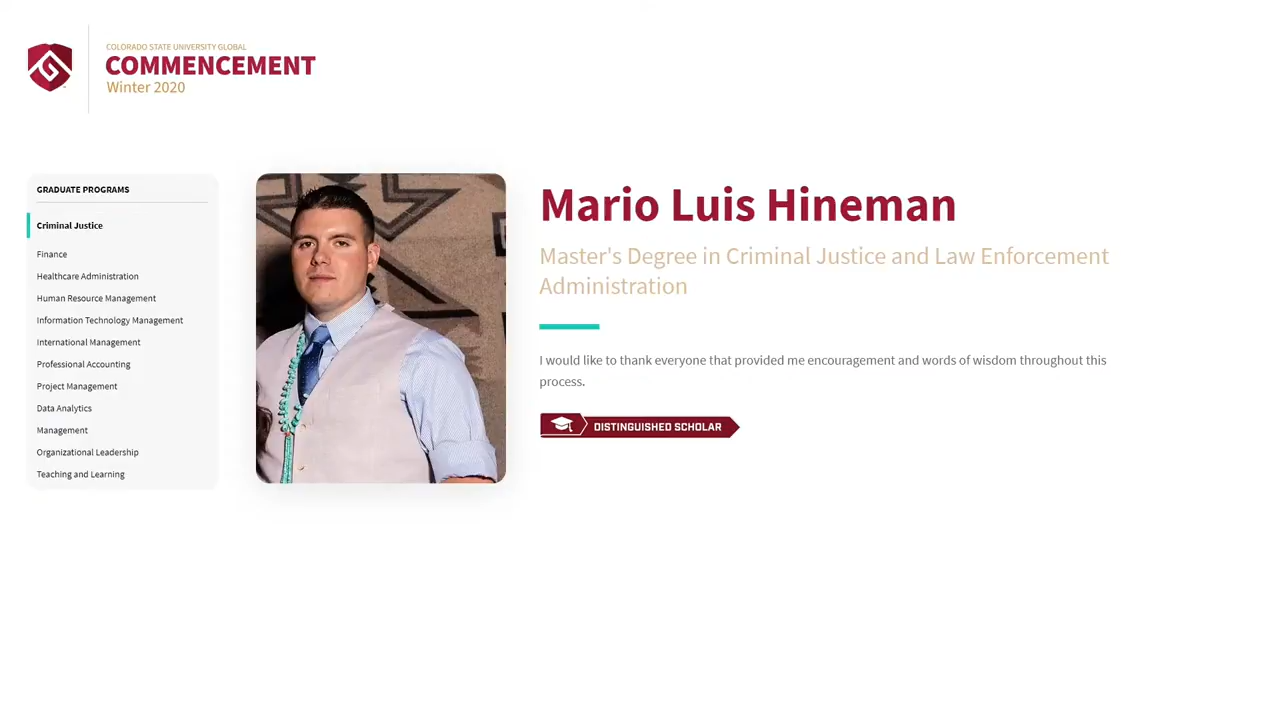 COLORADO STATE UNIVERSITY GLOBAL
COMMENCEMENT
Winter 2020
GRADUATE PROGRAMS
Criminal Justice
Finance
Healthcare Administration
Human Resource Management
Information Technology Management
International Management
Professional Accounting
Project Management
Data Analytics
Management
Organizational Leadership
Teaching and Learning
Mario Luis Hineman
Master's Degree in Criminal Justice and Law Enforcement
Administration
I would like to thank everyone that provided me encouragement and words of wisdom throughout this
process.
DISTINGUISHED SCHOLAR